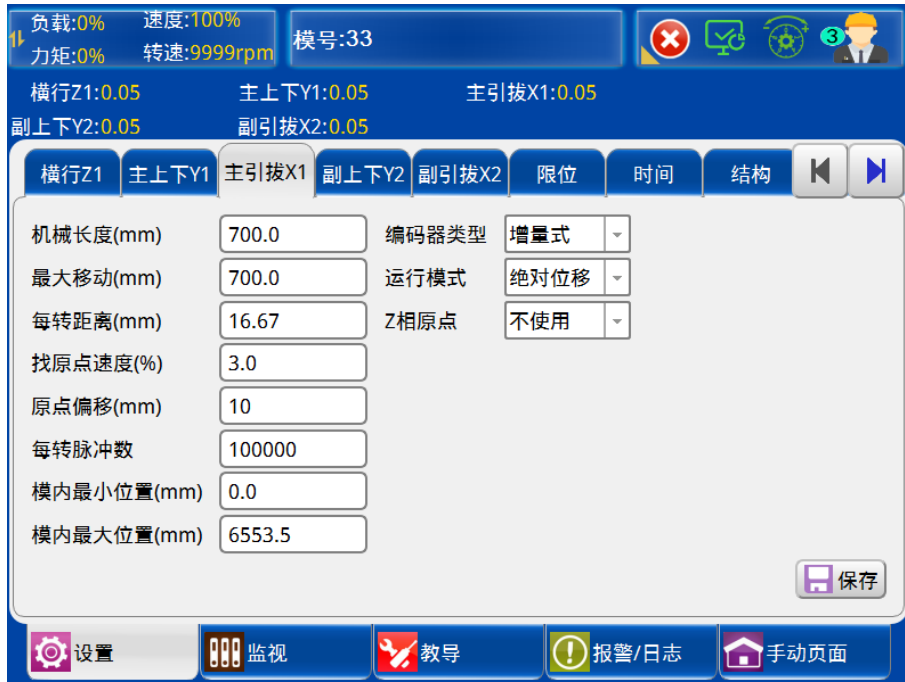 负载:0% 速度:100%
力矩:0% 转速:9999rpm
模号:33
3
横行Z1:0.05 主上下Y1:0.05 主引拔X1:0.05
副上下Y2:0.05 副引拔X2:0.05
横行Z1 主上下Y1 主引拔X1 副上下Y2 副引拔X2 限位 时间 结构
机械长度(mm) 700.0 编码器类型 增量式
最大移动(mm) 700.0 运行模式 绝对位移
每转距离(mm) 16.67 Z相原点 不使用
找原点速度(%) 3.0
原点偏移(mm) 10
每转脉冲数 100000
模内最小位置(mm) 0.0
模内最大位置(mm) 6553.5
保存
设置 监视 教导 报警/日志 手动页面